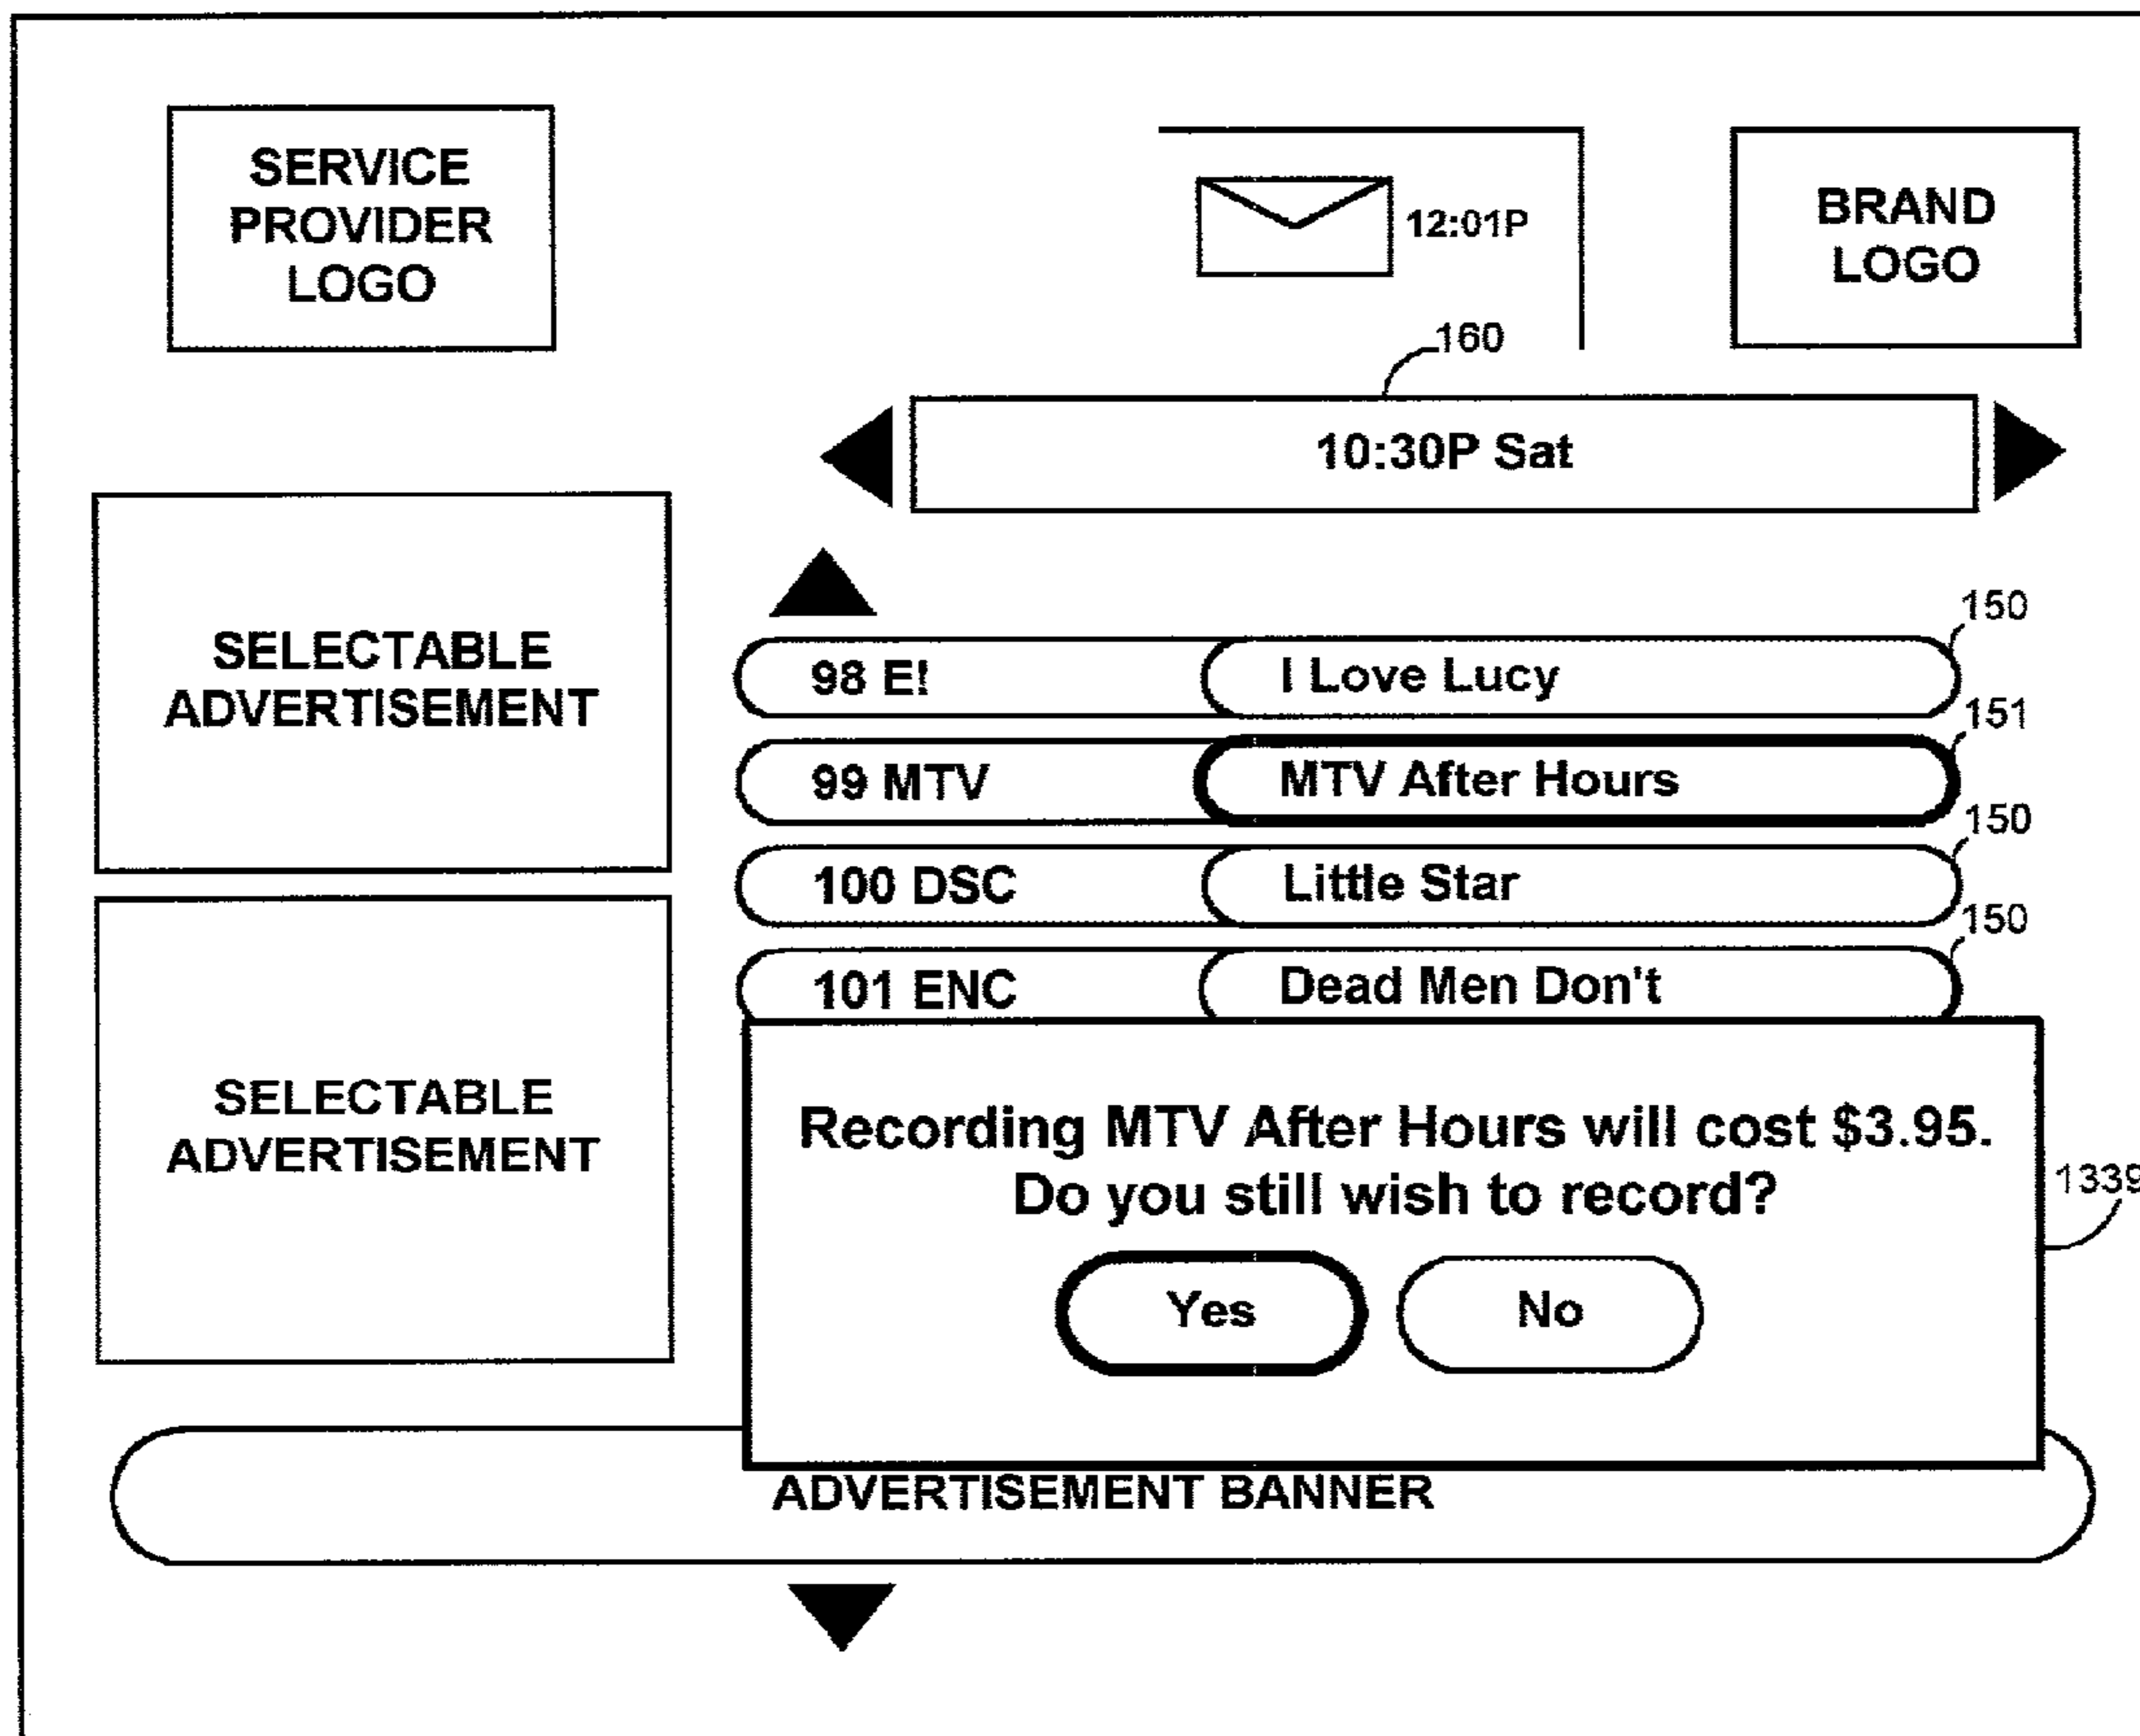 SERVICE
PROVIDER
LOGO
12:01P
BRAND
LOGO
160
10:30P Sat
SELECTABLE
ADVERTISEMENT
150
98 E! I Love Lucy
151
99 MTV MTV After Hours
150
100 DSC Little Star
150
101 ENC Dead Men Don't
SELECTABLE
ADVERTISEMENT
Recording MTV After Hours will cost $3.95.
Do you still wish to record?
1339
Yes No
ADVERTISEMENT BANNER